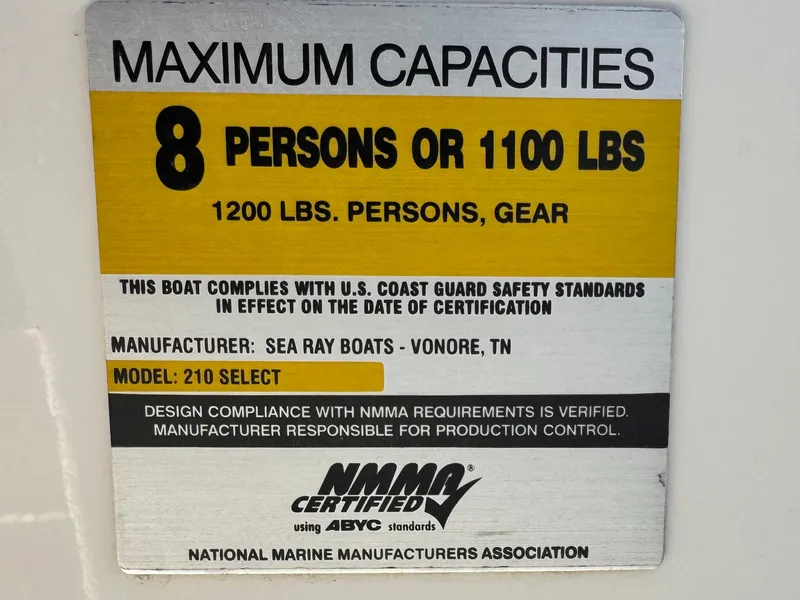 MAXIMUM CAPACITIES
8 PERSONS OR 1100 LBS
1200 LBS. PERSONS, GEAR
THIS BOAT COMPLIES WITH U.S. COAST GUARD SAFETY STANDARDS
IN EFFECT ON THE DATE OF CERTIFICATION
MANUFACTURER: SEA RAY BOATS - VONORE, TN
MODEL: 210 SELECT
DESIGN COMPLIANCE WITH NMMA REQUIREMENTS IS VERIFIED.
MANUFACTURER RESPONSIBLE FOR PRODUCTION CONTROL.
NMMA®
CERTIFIED
using ABYC standards
NATIONAL MARINE MANUFACTURERS ASSOCIATION